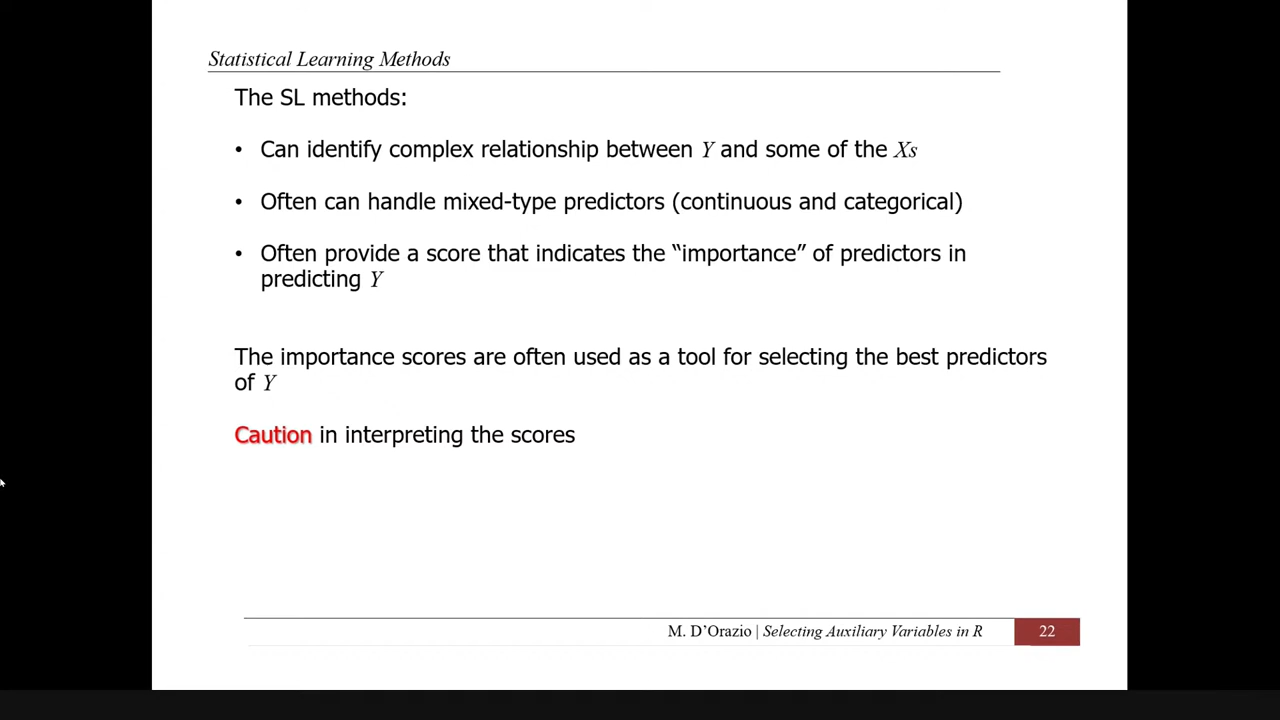 Statistical Learning Methods
The SL methods:
• Can identify complex relationship between Y and some of the Xs
• Often can handle mixed-type predictors (continuous and categorical)
• Often provide a score that indicates the “importance” of predictors in
predicting Y
The importance scores are often used as a tool for selecting the best predictors
of Y
Caution in interpreting the scores
M. D’Orazio | Selecting Auxiliary Variables in R 22